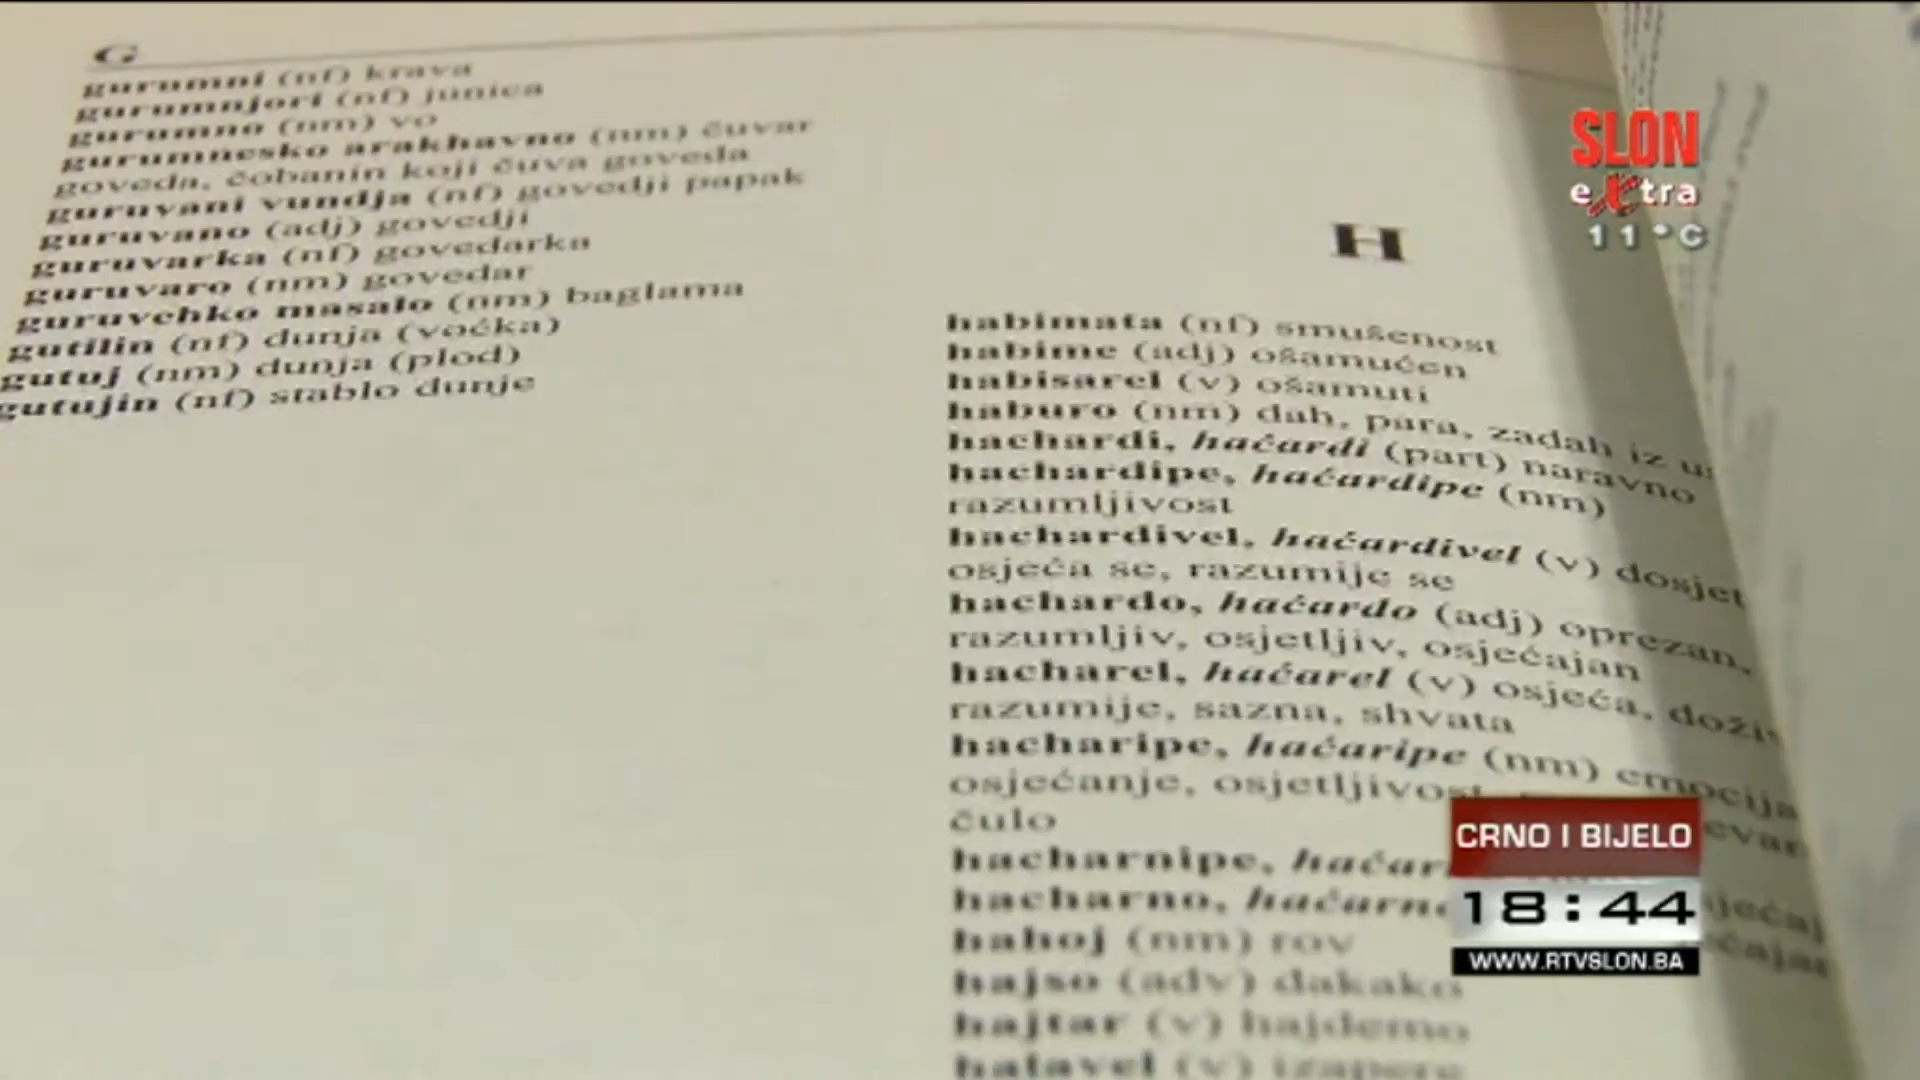 G
gurumni (nf) krava
gurumnjori (nf) junica
gurumno (nm) vo
gurumnesko arakhavno (nm) čuvar
goveda, čobanin koji čuva goveda
guruvani vundja (nf) govedji papak
guruvano (adj) govedji
guruvarka (nf) govedarka
guruvaro (nm) govedar
guruvehko masalo (nm) baglama
gutilin (nf) dunja (voćka)
gutuj (nm) dunja (plod)
gutujin (nf) stablo dunje
H
habimata (nf) smušenost
habime (adj) ošamućen
habisarel (v) ošamuti
haburo (nm) dah, para, zadah iz
hachardi, haćardi (part) naravno
hachardipe, haćardipe (nm)
razumljivost
hachardivel, haćardivel (v)
osjeća se, razumije se
hachardo, haćardo (adj) oprezan,
razumljiv, osjetljiv, osjećajan
hacharel, haćarel (v) osjeća,
razumije, sazna, shvata
hacharipe, haćaripe (nm) emocija
osjećanje, osjetljivost
čulo
hacharnipe,
hacharno,
hahoj (nm) rov
hajso (adv) dakako
hajtar (v) hajdemo
halavel (v) izapere
SLON
extra
11°C
CRNO I BIJELO
18:44
WWW.RTVSLON.BA